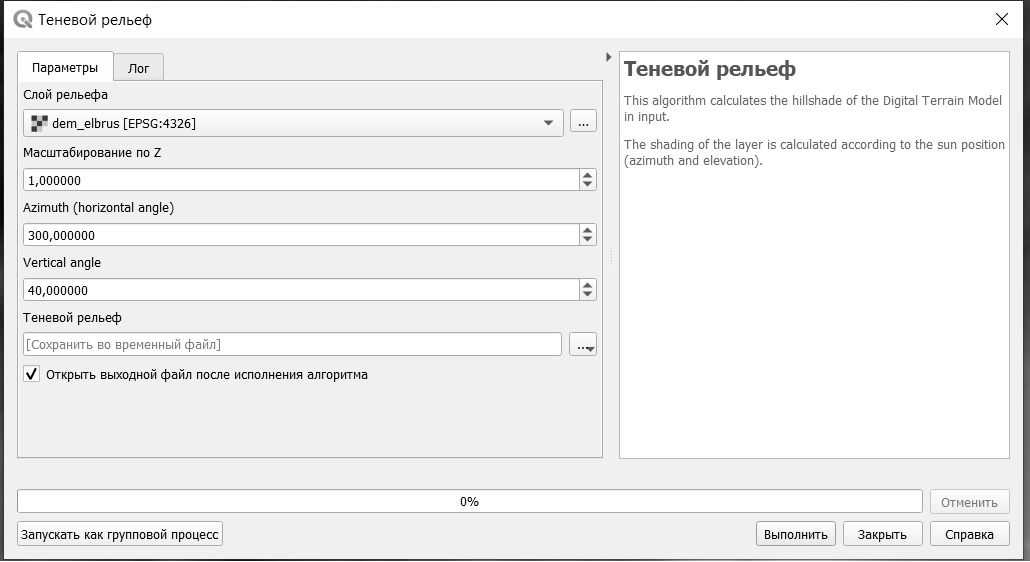 Теневой рельеф
Параметры
Лог
Слой рельефа
dem_elbrus [EPSG:4326]
...
Масштабирование по Z
1,000000
Azimuth (horizontal angle)
300,000000
Vertical angle
40,000000
Теневой рельеф
[Сохранить во временный файл]
...
Открыть выходной файл после исполнения алгоритма
Теневой рельеф
This algorithm calculates the hillshade of the Digital Terrain Model
in input.
The shading of the layer is calculated according to the sun position
(azimuth and elevation).
0%
Отменить
Запускать как групповой процесс
Выполнить
Закрыть
Справка